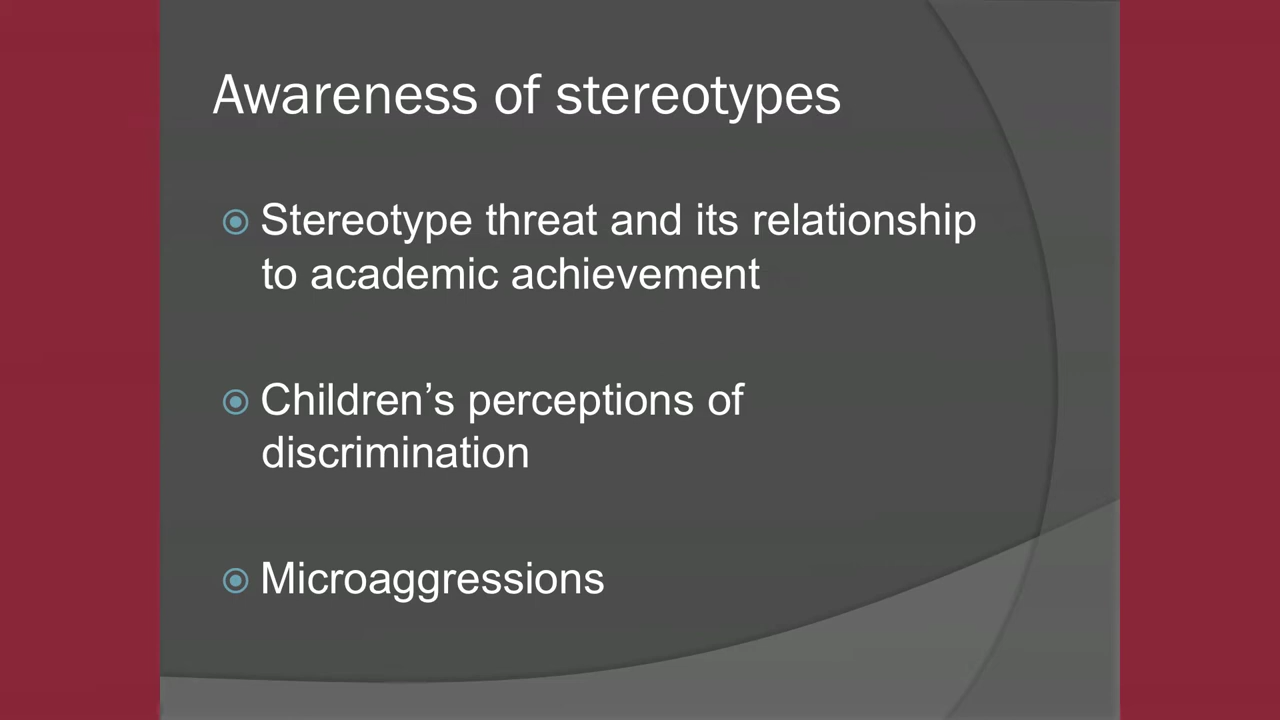 Awareness of stereotypes
Stereotype threat and its relationship
to academic achievement
Children’s perceptions of
discrimination
Microaggressions